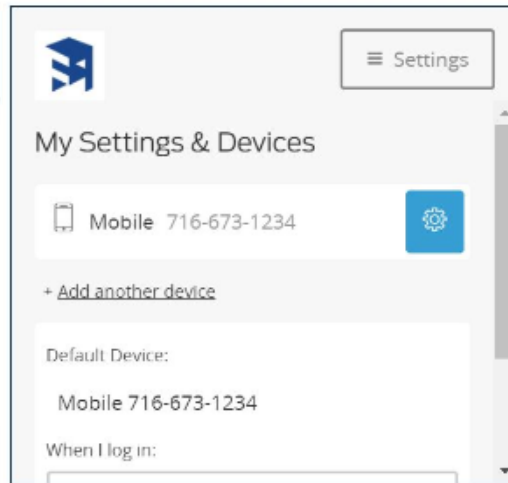 Settings
My Settings & Devices
Mobile 716-673-1234
+ Add another device
Default Device:
Mobile 716-673-1234
When I log in: